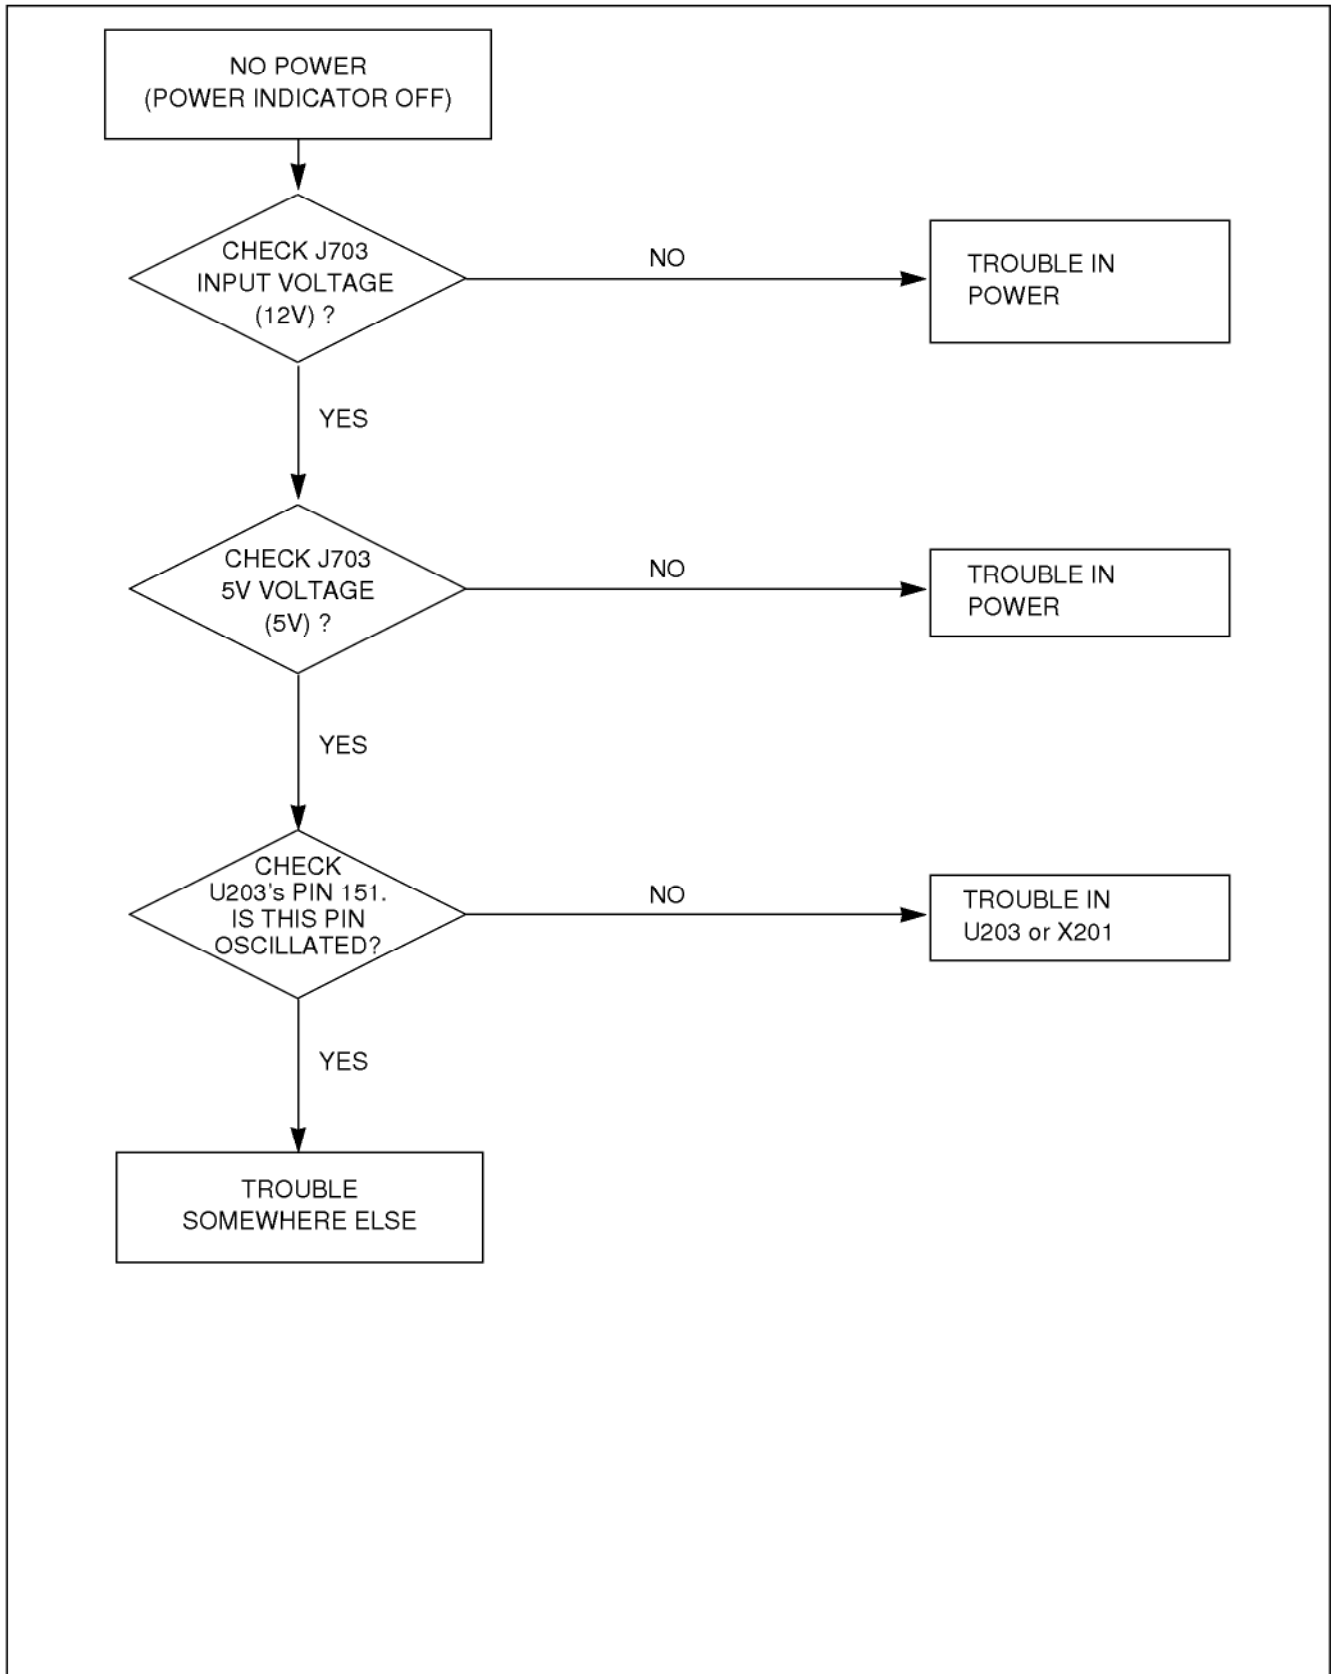 NO POWER
(POWER INDICATOR OFF)
CHECK J703
INPUT VOLTAGE
(12V) ?
NO
TROUBLE IN
POWER
YES
CHECK J703
5V VOLTAGE
(5V) ?
NO
TROUBLE IN
POWER
YES
CHECK
U203's PIN 151.
IS THIS PIN
OSCILLATED?
NO
TROUBLE IN
U203 or X201
YES
TROUBLE
SOMEWHERE ELSE